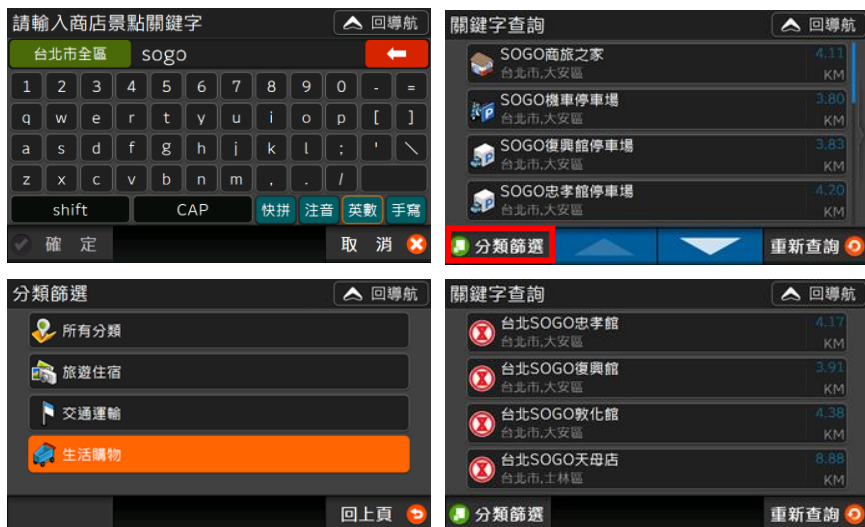 請輸入商店景點關鍵字 回導航
台北市全區 sogo
1 2 3 4 5 6 7 8 9 0 - =
q w e r t y u i o p [ ]
a s d f g h j k l ; ' \
z x c v b n m , . /
shift CAP 快拼 注音 英數 手寫
確 定 取 消
關鍵字查詢 回導航
SOGO商旅之家 4.11
台北市,大安區 KM
SOGO機車停車場 3.80
台北市,大安區 KM
SOGO復興館停車場 3.83
台北市,大安區 KM
SOGO忠孝館停車場 4.20
台北市,大安區 KM
分類篩選 重新查詢
分類篩選 回導航
所有分類
旅遊住宿
交通運輸
生活購物
回上頁
關鍵字查詢 回導航
台北SOGO忠孝館 4.17
台北市,大安區 KM
台北SOGO復興館 3.91
台北市,大安區 KM
台北SOGO敦化館 4.38
台北市,大安區 KM
台北SOGO天母店 8.88
台北市,士林區 KM
分類篩選 重新查詢